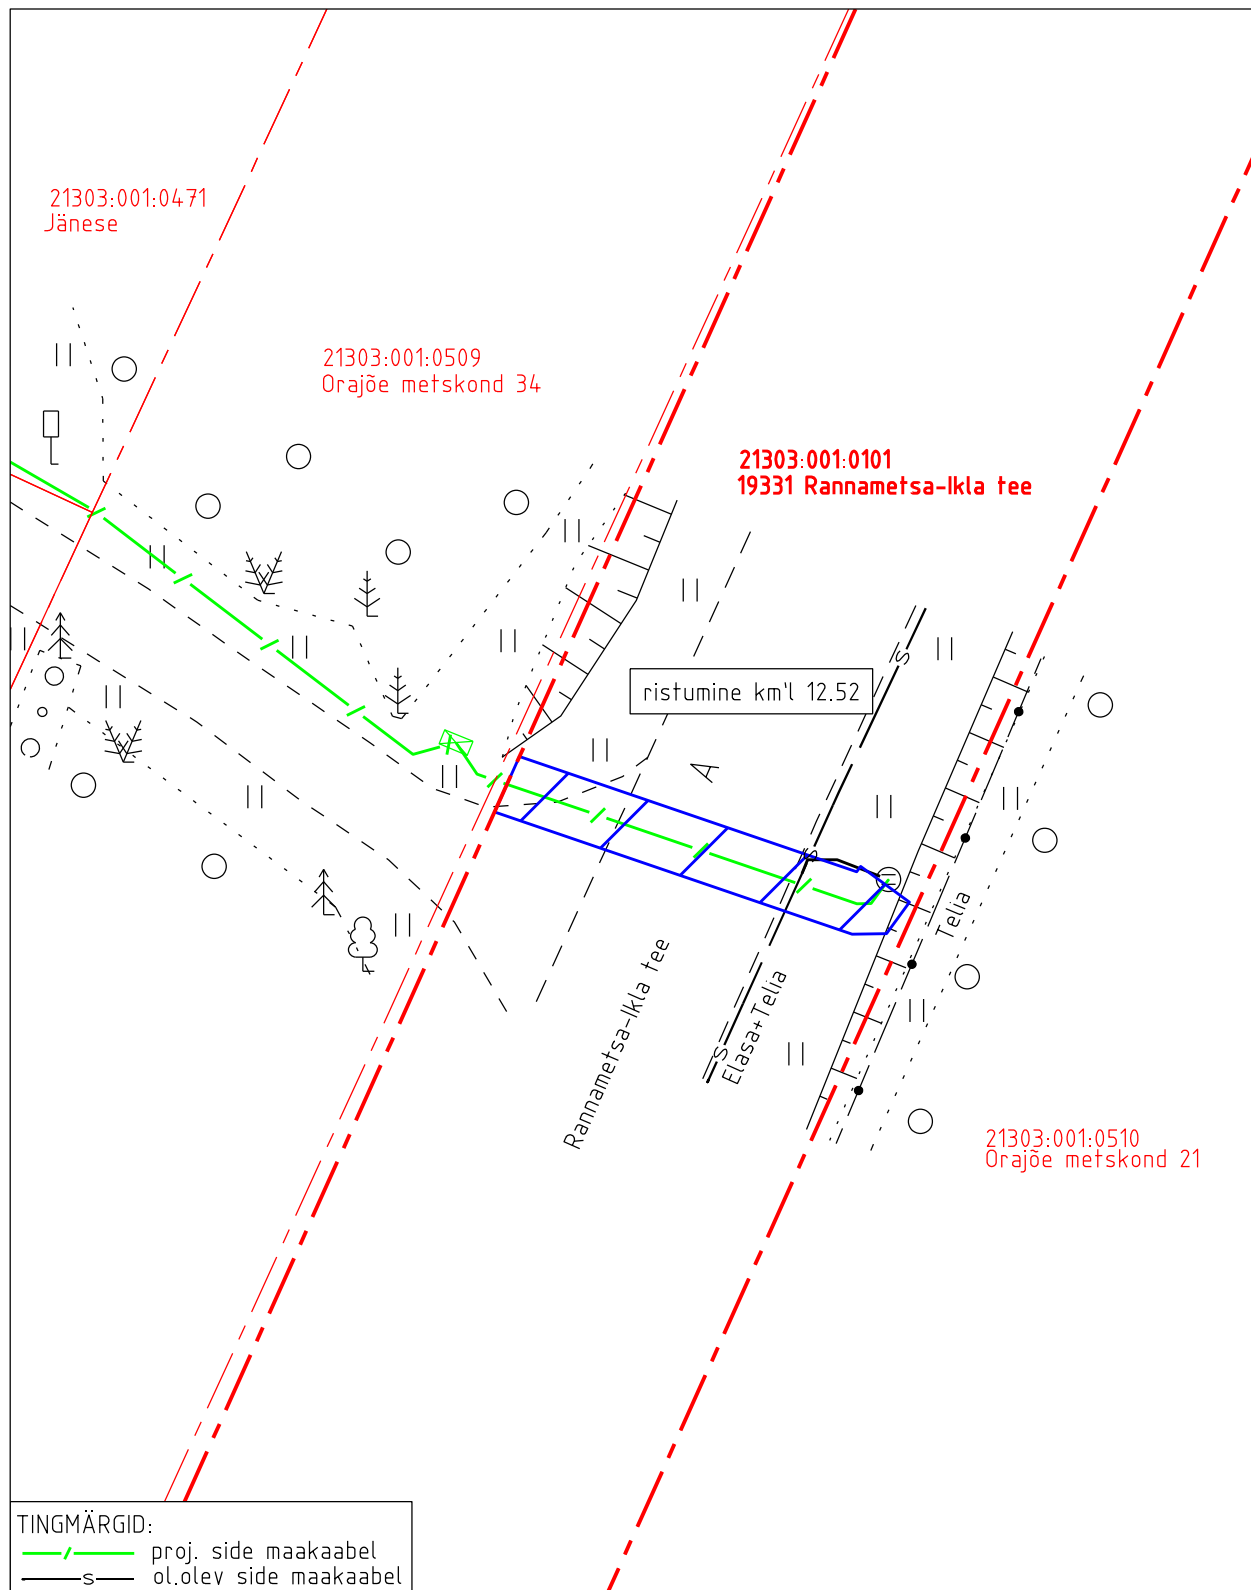 21303:001:0471
Jänese
21303:001:0509
Orajõe metskond 34
21303:001:0101
19331 Rannametsa-Ikla tee
ristumine km'l 12.52
A
S
S
S
Telia
Elasa+Telia
Rannametsa-Ikla tee
21303:001:0510
Orajõe metskond 21
TINGMÄRGID:
proj. side maakaabel
S
ol.olev side maakaabel